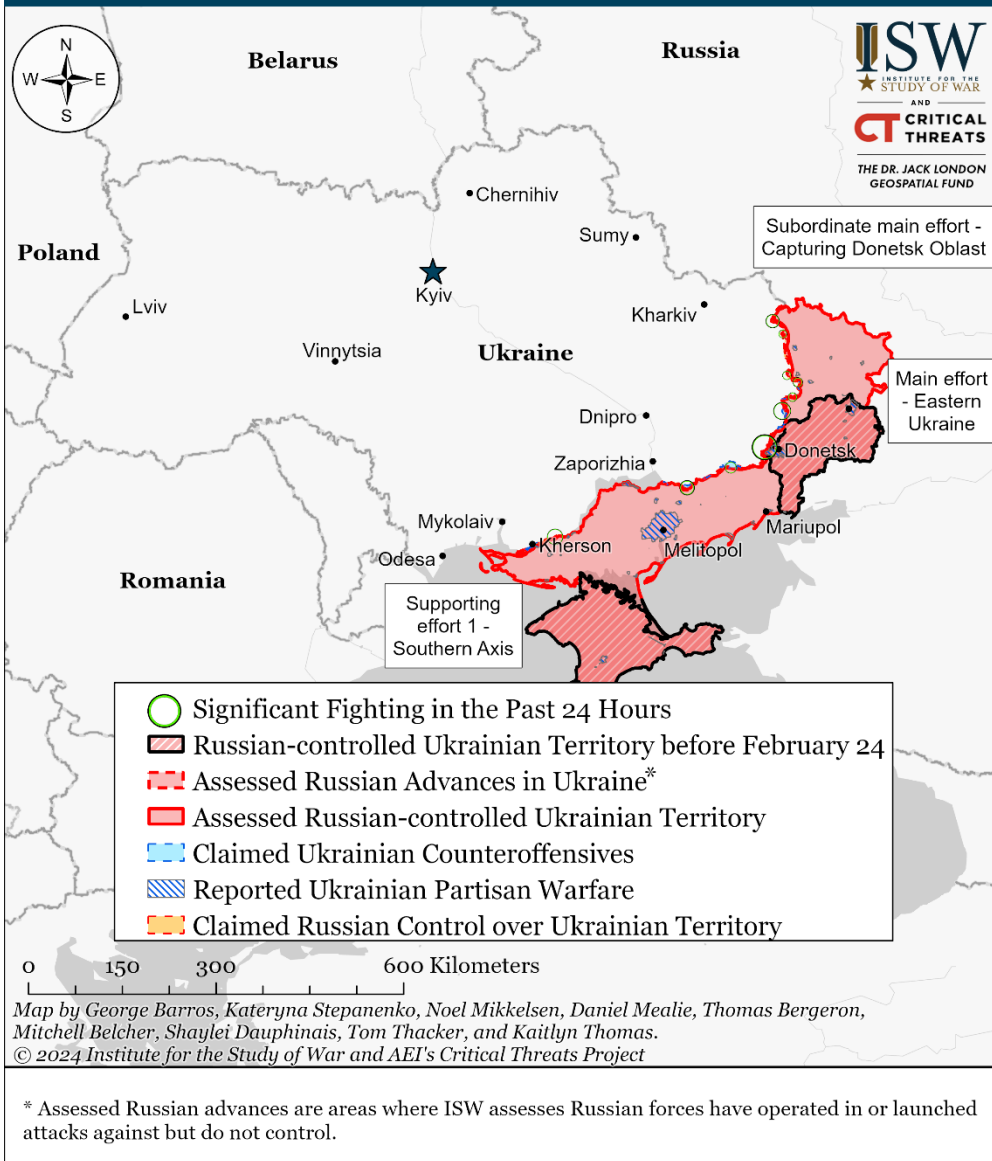 N
W E
S
Belarus
Russia
ISW
INSTITUTE FOR THE
STUDY OF WAR
AND
CT CRITICAL
THREATS
THE DR. JACK LONDON
GEOSPATIAL FUND
Chernihiv
Subordinate main effort -
Capturing Donetsk Oblast
Sumy
Poland
Kyiv
Lviv
Kharkiv
Vinnytsia
Ukraine
Main effort
- Eastern
Ukraine
Dnipro
Donetsk
Zaporizhia
Mykolaiv
Mariupol
Kherson
Melitopol
Odesa
Romania
Supporting
effort 1 -
Southern Axis
Significant Fighting in the Past 24 Hours
Russian-controlled Ukrainian Territory before February 24
Assessed Russian Advances in Ukraine*
Assessed Russian-controlled Ukrainian Territory
Claimed Ukrainian Counteroffensives
Reported Ukrainian Partisan Warfare
Claimed Russian Control over Ukrainian Territory
0 150 300 600 Kilometers
Map by George Barros, Kateryna Stepanenko, Noel Mikkelsen, Daniel Mealie, Thomas Bergeron,
Mitchell Belcher, Shaylei Dauphinais, Tom Thacker, and Kaitlyn Thomas.
© 2024 Institute for the Study of War and AEI's Critical Threats Project
* Assessed Russian advances are areas where ISW assesses Russian forces have operated in or launched
attacks against but do not control.